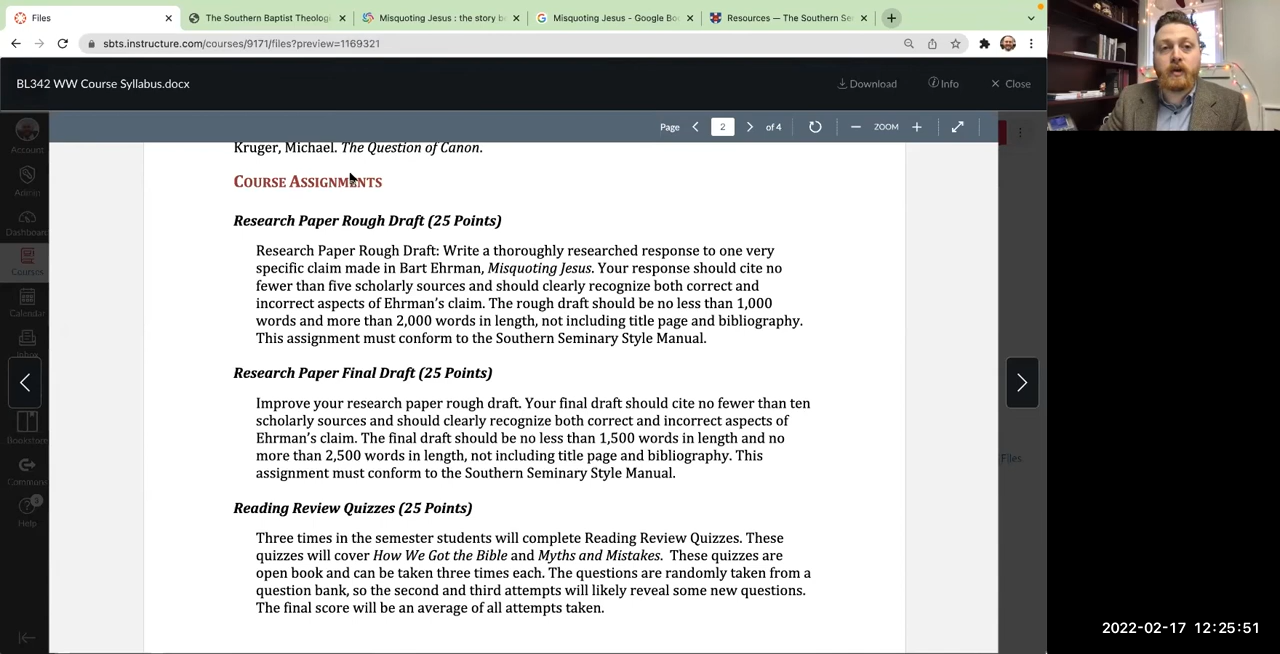 Files
The Southern Baptist Theolog
Misquoting Jesus : the story b
Misquoting Jesus - Google Bo
Resources — The Southern Se
sbts.instructure.com/courses/9171/files?preview=1169321
BL342 WW Course Syllabus.docx
Download
Info
Close
Page 2 of 4
ZOOM
Account
Admin
Dashboard
Courses
Calendar
Inbox
Bookstore
Commons
3
Help
Files
Kruger, Michael. The Question of Canon.
COURSE ASSIGNMENTS
Research Paper Rough Draft (25 Points)
Research Paper Rough Draft: Write a thoroughly researched response to one very
specific claim made in Bart Ehrman, Misquoting Jesus. Your response should cite no
fewer than five scholarly sources and should clearly recognize both correct and
incorrect aspects of Ehrman's claim. The rough draft should be no less than 1,000
words and more than 2,000 words in length, not including title page and bibliography.
This assignment must conform to the Southern Seminary Style Manual.
Research Paper Final Draft (25 Points)
Improve your research paper rough draft. Your final draft should cite no fewer than ten
scholarly sources and should clearly recognize both correct and incorrect aspects of
Ehrman's claim. The final draft should be no less than 1,500 words in length and no
more than 2,500 words in length, not including title page and bibliography. This
assignment must conform to the Southern Seminary Style Manual.
Reading Review Quizzes (25 Points)
Three times in the semester students will complete Reading Review Quizzes. These
quizzes will cover How We Got the Bible and Myths and Mistakes. These quizzes are
open book and can be taken three times each. The questions are randomly taken from a
question bank, so the second and third attempts will likely reveal some new questions.
The final score will be an average of all attempts taken.
2022-02-17 12:25:51